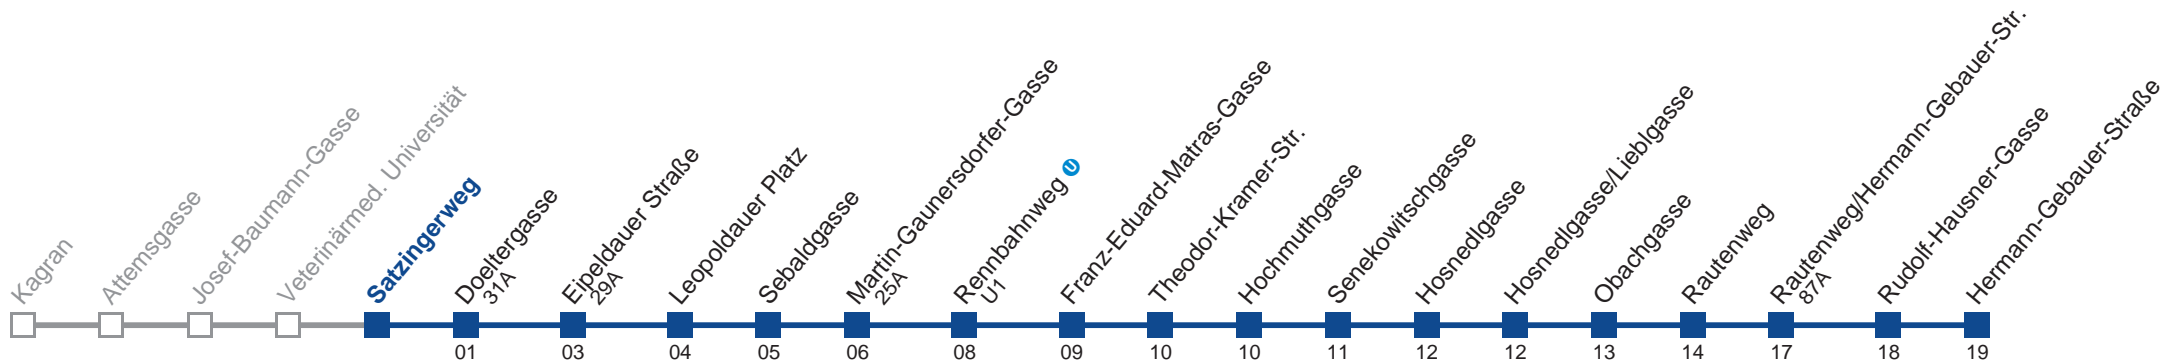 Kagran
Attemsgasse
Josef-Baumann-Gasse
Veterinärmed. Universität
Satzingerweg
Doeltergasse
31A
Eipeldauer Straße
29A
Leopoldauer Platz
Sebaldgasse
Martin-Gaunersdorfer-Gasse
25A
Rennbahnweg U
U1
Franz-Eduard-Matras-Gasse
Theodor-Kramer-Str.
Hochmuthgasse
Senekowitschgasse
Hosnedlgasse
Hosnedlgasse/Lieblgasse
Obachgasse
Rautenweg
Rautenweg/Hermann-Gebauer-Str.
87A
Rudolf-Hausner-Gasse
Hermann-Gebauer-Straße
01 03 04 05 06 08 09 10 10 11 12 12 13 14 17 18 19